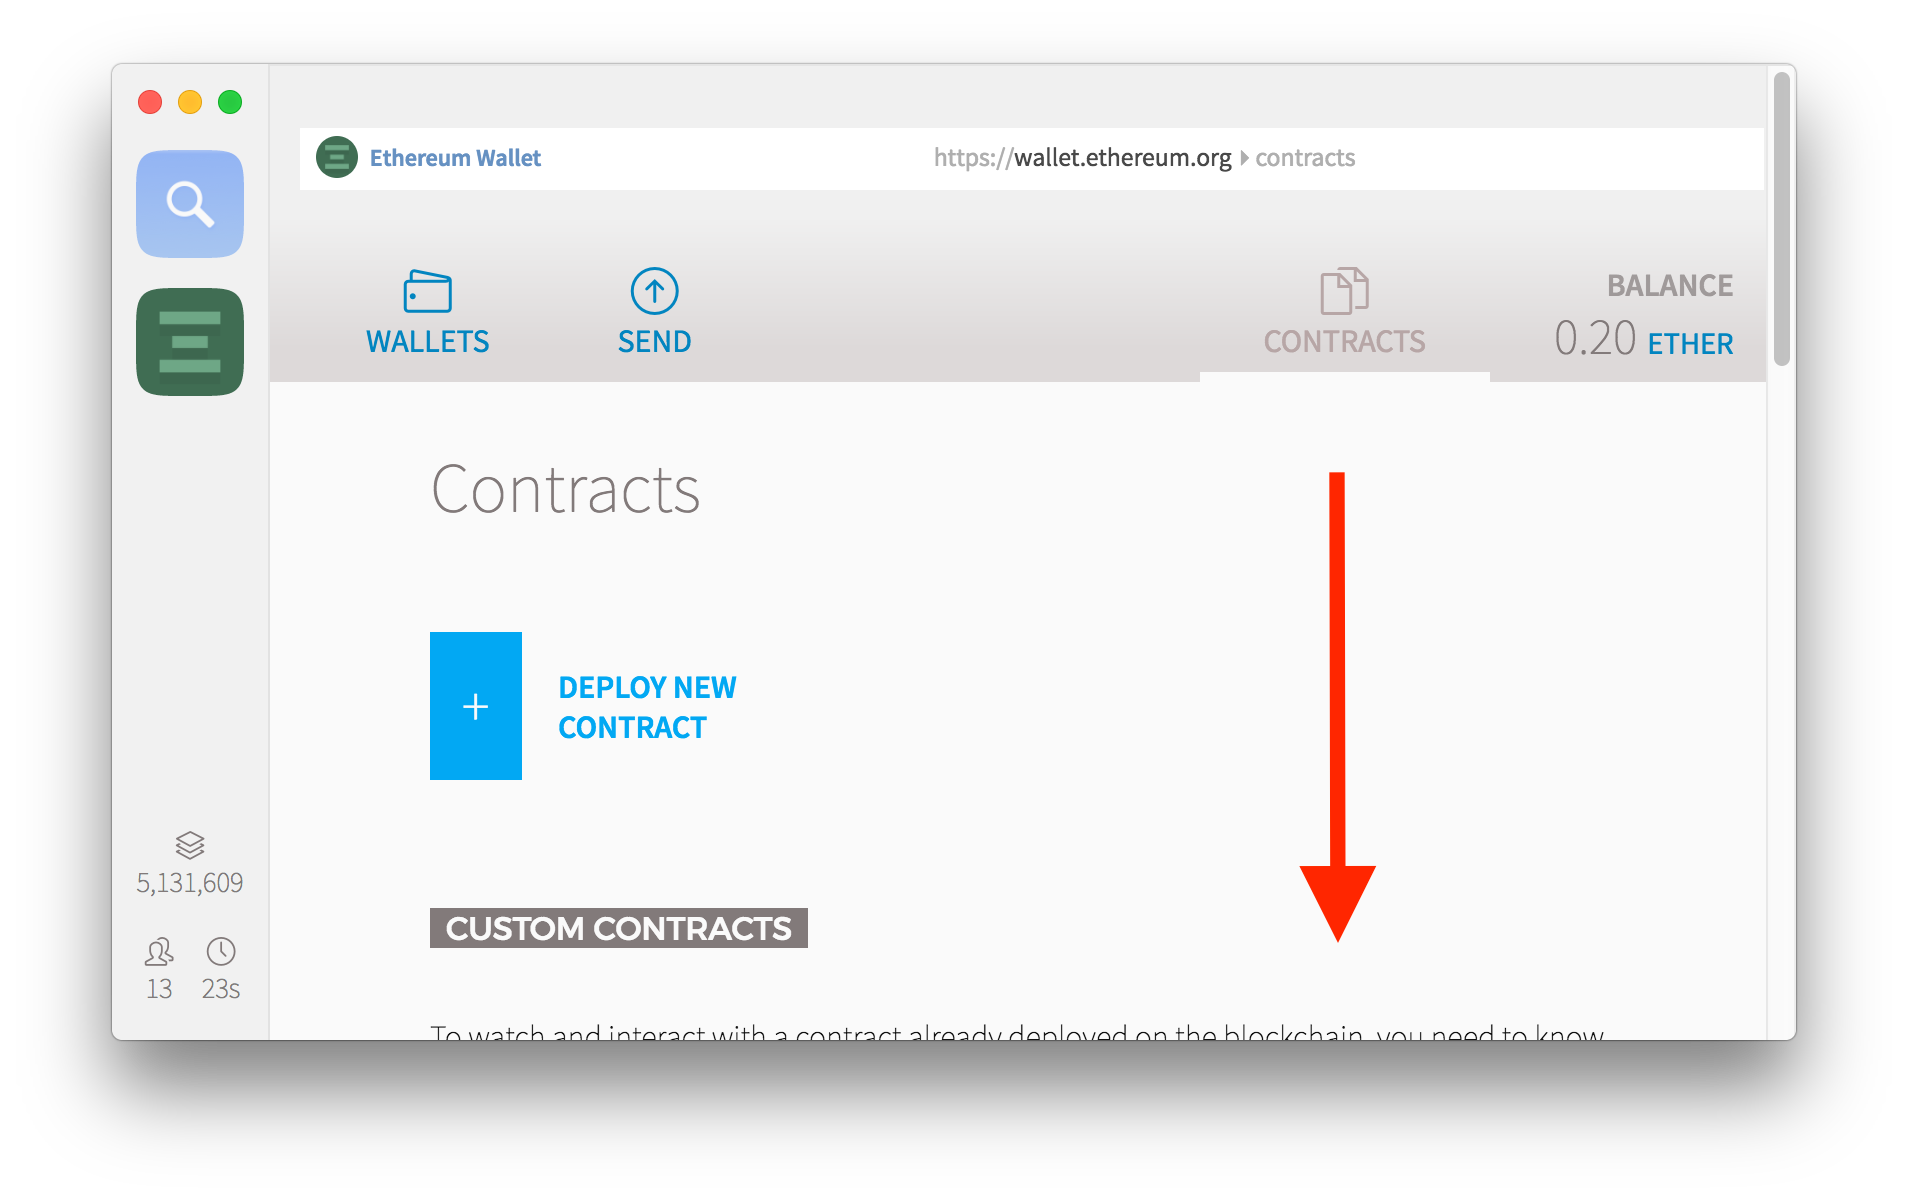 Ethereum Wallet
https://wallet.ethereum.org contracts
WALLETS
SEND
CONTRACTS
BALANCE
0.20 ETHER
Contracts
+
DEPLOY NEW
CONTRACT
CUSTOM CONTRACTS
To watch and interact with a contract already deployed on the blockchain, you need to know
5,131,609
13
23s